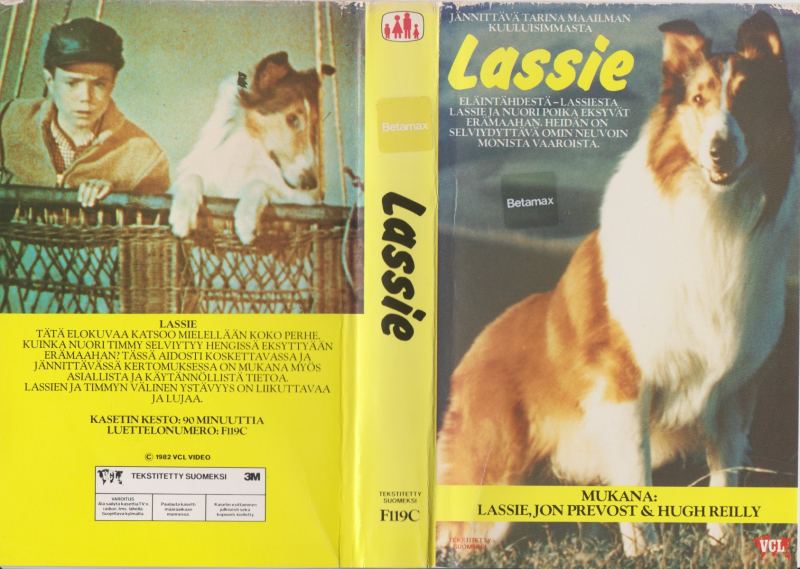 LASSIE
TÄTÄ ELOKUVAA KATSOO MIELELLÄÄN KOKO PERHE.
KUINKA NUORI TIMMY SELVIYTYY HENGISSÄ EKSYTTYÄÄN
ERÄMAAHAN? TÄSSÄ AIDOSTI KOSKETTAVASSA JA
JÄNNITTÄVÄSSÄ KERTOMUKSESSA ON MUKANA MYÖS
ASIALLISTA JA KÄYTÄNNÖLLISTÄ TIETOA.
LASSIEN JA TIMMYN VÄLINEN YSTÄVYYS ON LIIKUTTAVAA
JA LUJAA.
KASETIN KESTO: 90 MINUUTTIA
LUETTELONUMERO: F119C
© 1982 VCL VIDEO
TEKSTITETTY SUOMEKSI 3M
VAROITUS
Betamax
Lassie
TEKSTITETTY
SUOMEKSI
F119C
JÄNNITTÄVÄ TARINA MAAILMAN
KUULUISIMMASTA
Lassie
ELÄINTÄHDESTÄ – LASSIESTA.
LASSIE JA NUORI POIKA EKSYVÄT
ERÄMAAHAN. HEIDÄN ON
SELVIYDYTTÄVÄ OMIN NEUVOIN
MONISTA VAAROISTA.
Betamax
MUKANA:
LASSIE, JON PREVOST & HUGH REILLY
TEKSTITETTY
SUOMEKSI
VCL